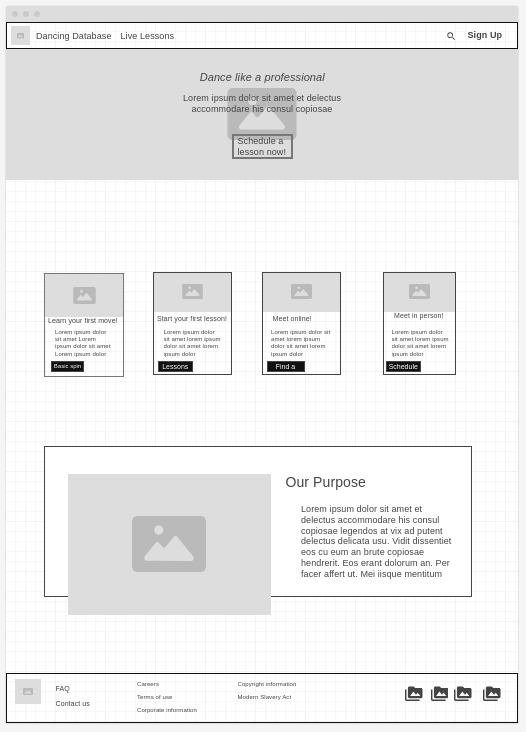 Dancing Database Live Lessons Sign Up
Dance like a professional
Lorem ipsum dolor sit amet et delectus
accommodare his consul copiosae
Schedule a
lesson now!
Learn your first move!
Lorem ipsum dolor
sit amet Lorem
ipsum dolor sit amet
Lorem ipsum dolor
Basic spin
Start your first lesson!
Lorem ipsum dolor
sit amet lorem ipsum
dolor sit amet lorem
ipsum dolor
Lessons
Meet online!
Lorem ipsum dolor sit
sit amet lorem ipsum
dolor sit amet lorem
ipsum dolor
Find a
Meet in person!
Lorem ipsum dolor
sit amet lorem ipsum
dolor sit amet lorem
ipsum dolor
Schedule
Our Purpose
Lorem ipsum dolor sit amet et
delectus accommodare his consul
copiosae legendos at vix ad putent
delectus delicata usu. Vidit dissentiet
eos cu eum an brute copiosae
hendrerit. Eos erant dolorum an. Per
facer affert ut. Mei iisque mentitum
FAQ
Contact us
Careers
Terms of use
Corporate information
Copyright information
Modern Slavery Act